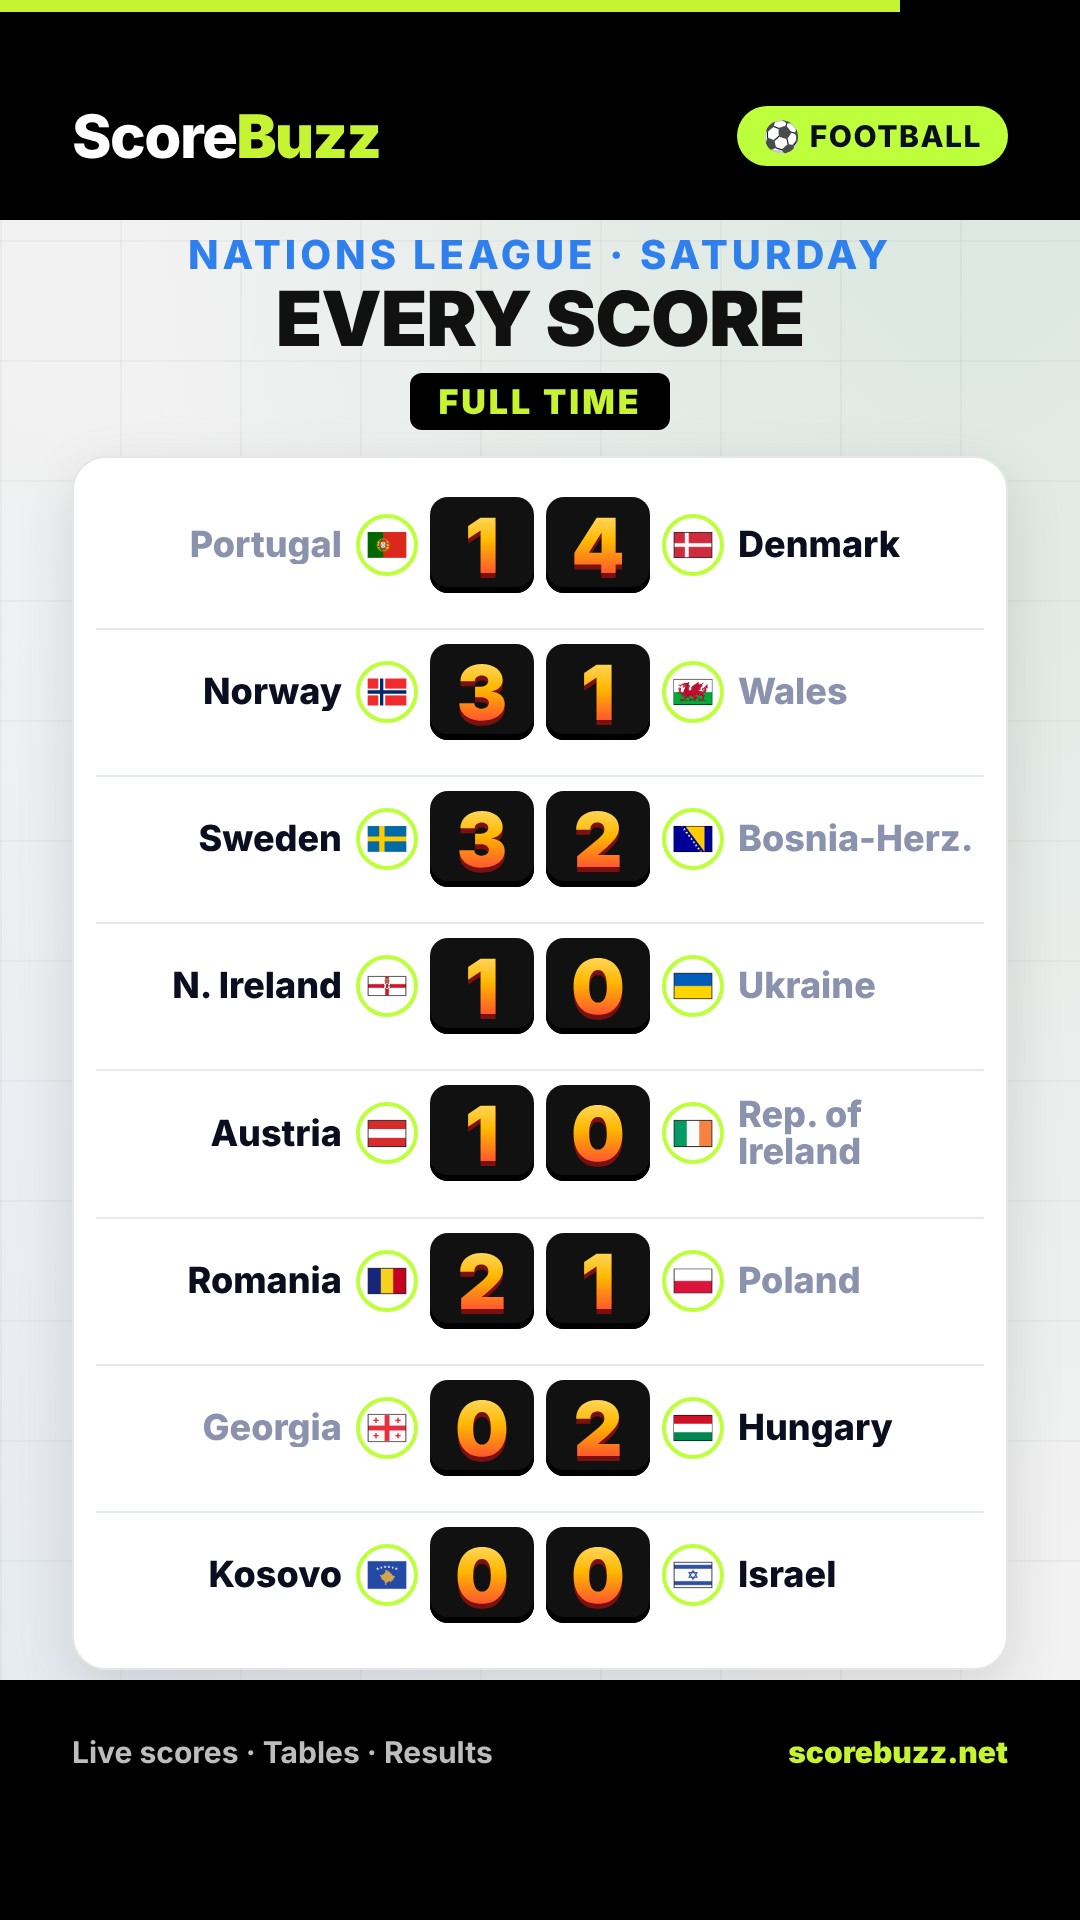 ScoreBuzz
⚽ FOOTBALL
NATIONS LEAGUE · SATURDAY
EVERY SCORE
FULL TIME
Portugal 1 4 Denmark
Norway 3 1 Wales
Sweden 3 2 Bosnia-Herz.
N. Ireland 1 0 Ukraine
Austria 1 0 Rep. of
Ireland
Romania 2 1 Poland
Georgia 0 2 Hungary
Kosovo 0 0 Israel
Live scores · Tables · Results
scorebuzz.net